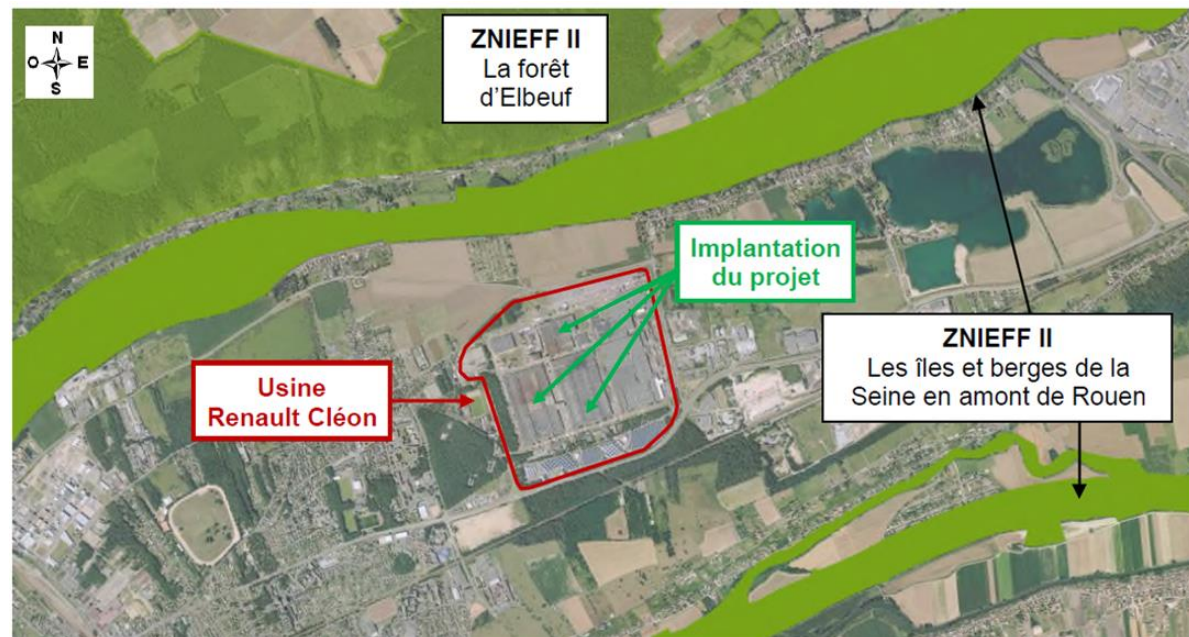 N
O E
S
ZNIEFF II
La forêt
d'Elbeuf
Implantation
du projet
Usine
Renault Cléon
ZNIEFF II
Les îles et berges de la
Seine en amont de Rouen